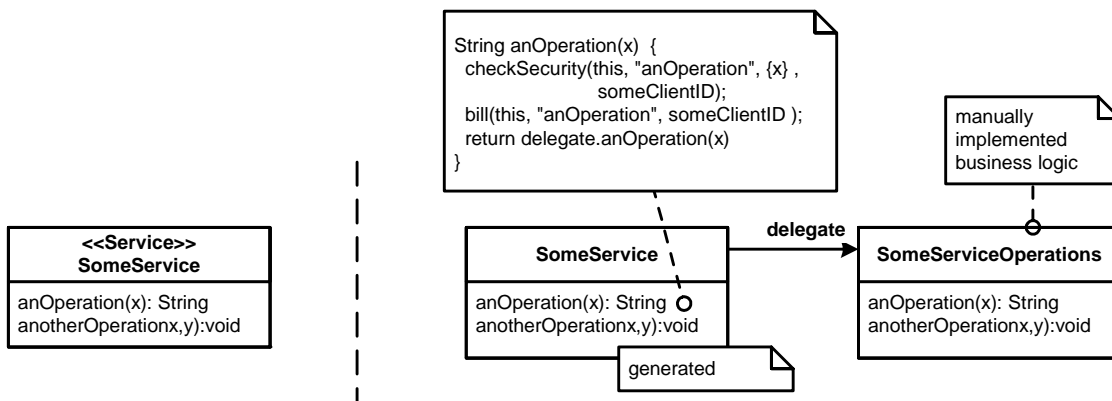 String anOperation(x)  {
checkSecurity(this, "anOperation", {x} ,
someClientID);
bill(this, "anOperation", someClientID );
return delegate.anOperation(x)
}
manually
implemented
business logic
<<Service>>
SomeService
anOperation(x): String
anotherOperationx,y):void
SomeService
anOperation(x): String
anotherOperationx,y):void
generated
delegate
SomeServiceOperations
anOperation(x): String
anotherOperationx,y):void